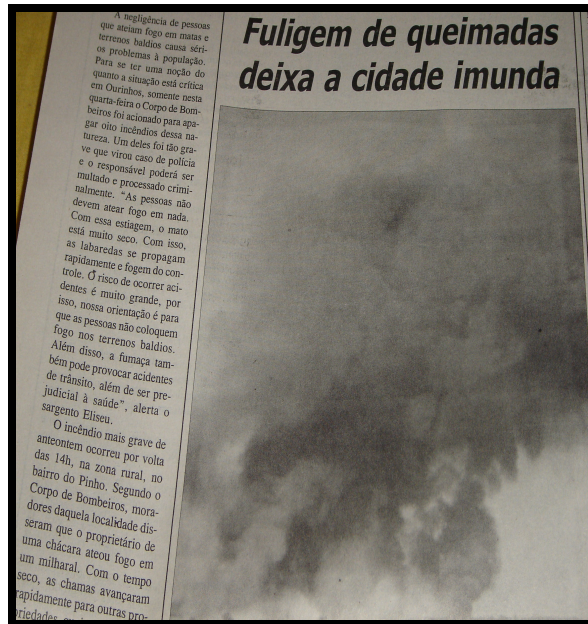 Fuligem de queimadas
deixa a cidade imunda
A negligência de pessoas
que ateiam fogo em matas e
terrenos baldios causa séri-
os problemas à população.
Para se ter uma noção do
quanto a situação está crítica
em Ourinhos, somente nesta
quarta-feira o Corpo de Bom-
beiros foi acionado para apa-
gar oito incêndios dessa na-
tureza. Um deles foi tão gra-
ve que virou caso de polícia
e o responsável poderá ser
multado e processado crimi-
nalmente. “As pessoas não
devem atear fogo em nada.
Com essa estiagem, o mato
está muito seco. Com isso,
as labaredas se propagam
rapidamente e fogem do con-
trole. O risco de ocorrer aci-
dentes é muito grande, por
isso, nossa orientação é para
que as pessoas não coloquem
fogo nos terrenos baldios.
Além disso, a fumaça tam-
bém pode provocar acidentes
de trânsito, além de ser pre-
judicial à saúde”, alerta o
sargento Eliseu.
O incêndio mais grave de
anteontem ocorreu por volta
das 14h, na zona rural, no
bairro do Pinho. Segundo o
Corpo de Bombeiros, mora-
dores daquela localidade dis-
seram que o proprietário de
uma chácara ateou fogo em
um milharal. Com o tempo
seco, as chamas avançaram
rapidamente para outras pro-